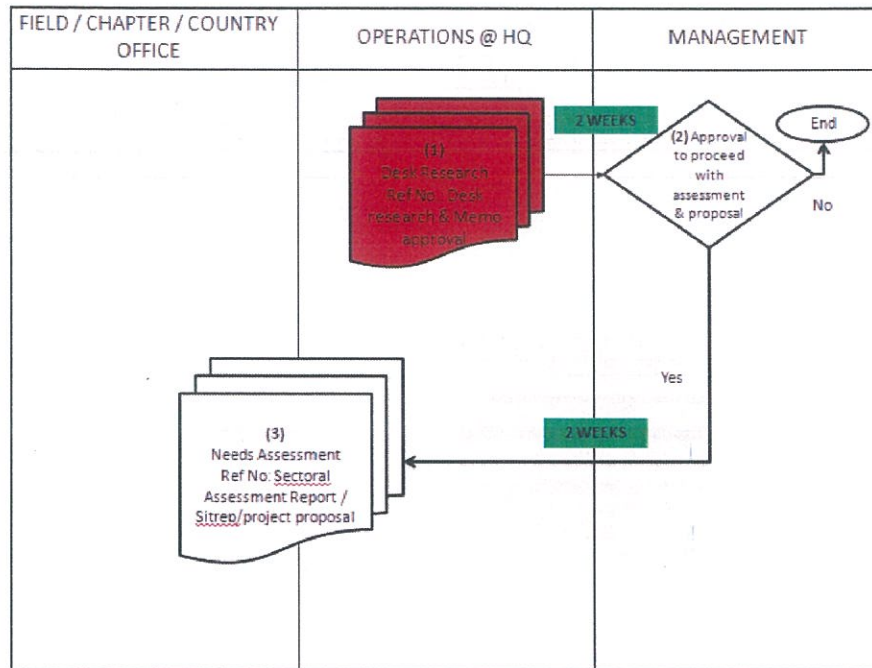 FIELD / CHAPTER / COUNTRY
OFFICE
OPERATIONS @ HQ
MANAGEMENT
(1)
Desk Research
Ref No : Desk
research & Memo
approval
2 WEEKS
(2) Approval
to proceed
with
assessment
& proposal
End
No
Yes
2 WEEKS
(3)
Needs Assessment
Ref No: Sectoral
Assessment Report /
Sitrep/project proposal